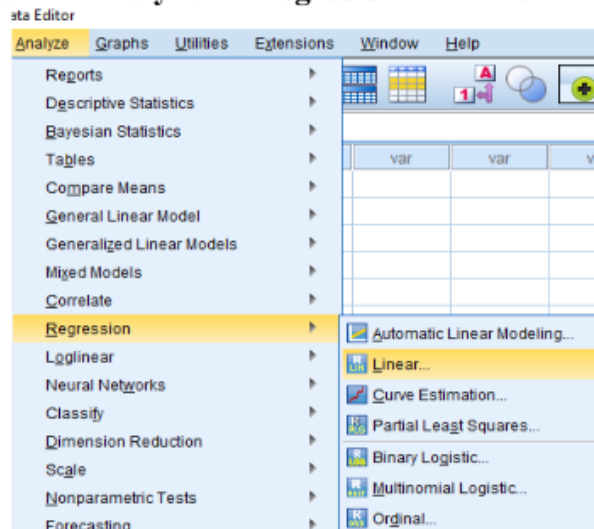 ata Editor
Analyze Graphs Utilities Extensions Window Help
Reports
Descriptive Statistics
Bayesian Statistics
Tables
var var v
Compare Means
General Linear Model
Generalized Linear Models
Mixed Models
Correlate
Regression
Automatic Linear Modeling...
Loglinear
Linear...
Neural Networks
Curve Estimation...
Classify
Partial Least Squares...
Dimension Reduction
Binary Logistic...
Scale
Multinomial Logistic...
Nonparametric Tests
Ordinal...
Forecasting